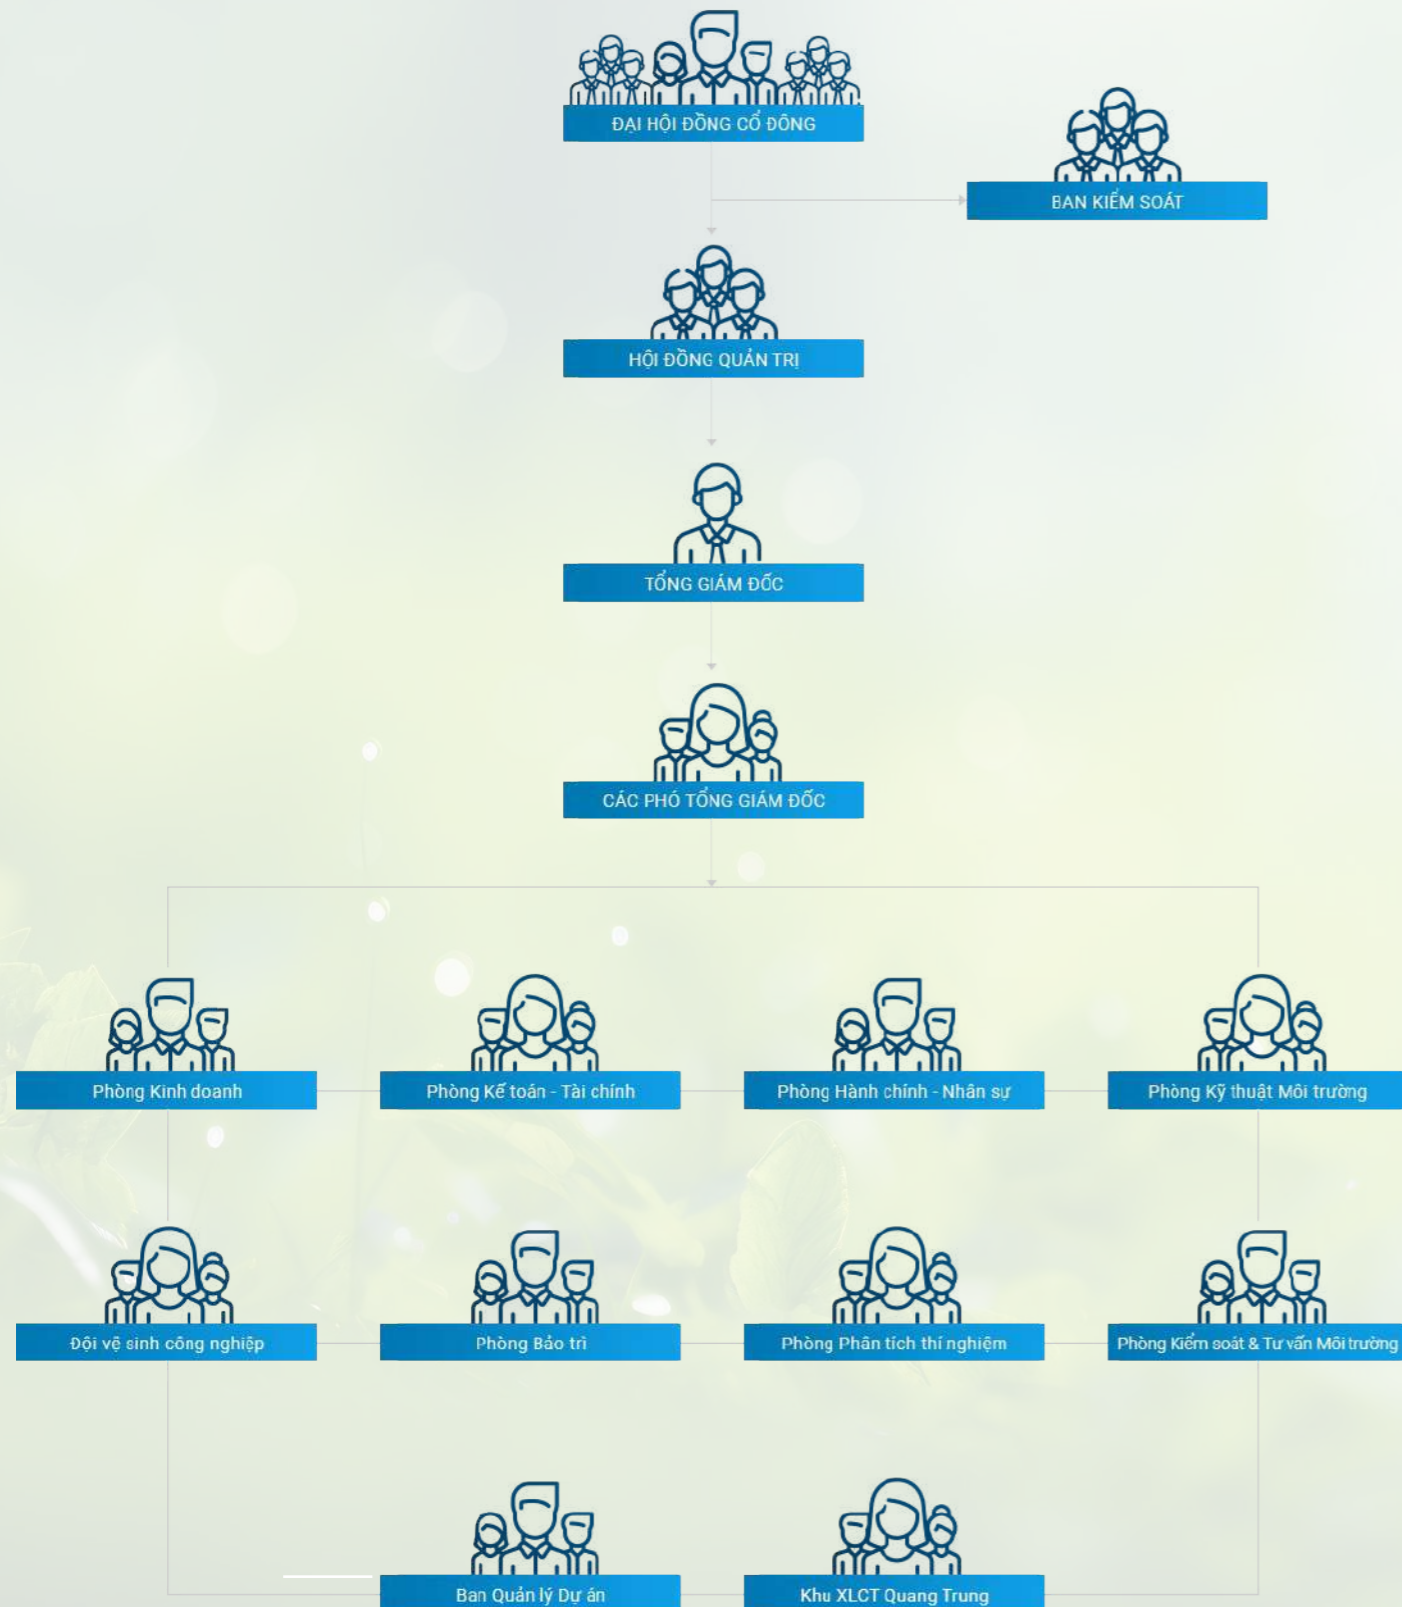 ĐẠI HỘI ĐỒNG CỔ ĐÔNG
BAN KIỂM SOÁT
HỘI ĐỒNG QUẢN TRỊ
TỔNG GIÁM ĐỐC
CÁC PHÓ TỔNG GIÁM ĐỐC
Phòng Kinh doanh
Phòng Kế toán - Tài chính
Phòng Hành chính - Nhân sự
Phòng Kỹ thuật Môi trường
Đội vệ sinh công nghiệp
Phòng Bảo trì
Phòng Phân tích thí nghiệm
Phòng Kiểm soát & Tư vấn Môi trường
Ban Quản lý Dự án
Khu XLCT Quang Trung